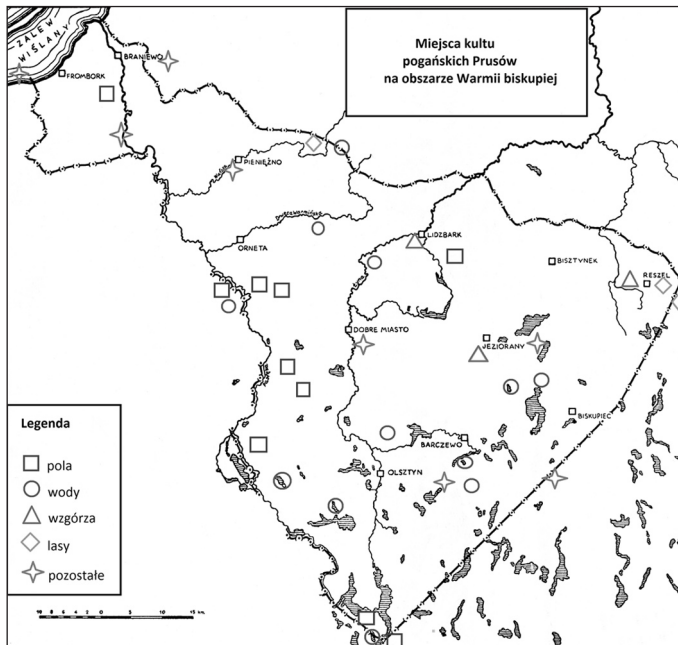 ZALEW
WIŚLANY
Miejsca kultu
pogańskich Prusów
na obszarze Warmii biskupiej
BRANIEWO
FROMBORK
PIENIĘŻNO
ORNETA
LIDZBARK
BISZTYNEK
RESZEL
DOBRE MIASTO
JEZIORANY
BISKUPIEC
BARCZEWO
OLSZTYN
Legenda
pola
wody
wzgórza
lasy
pozostałe